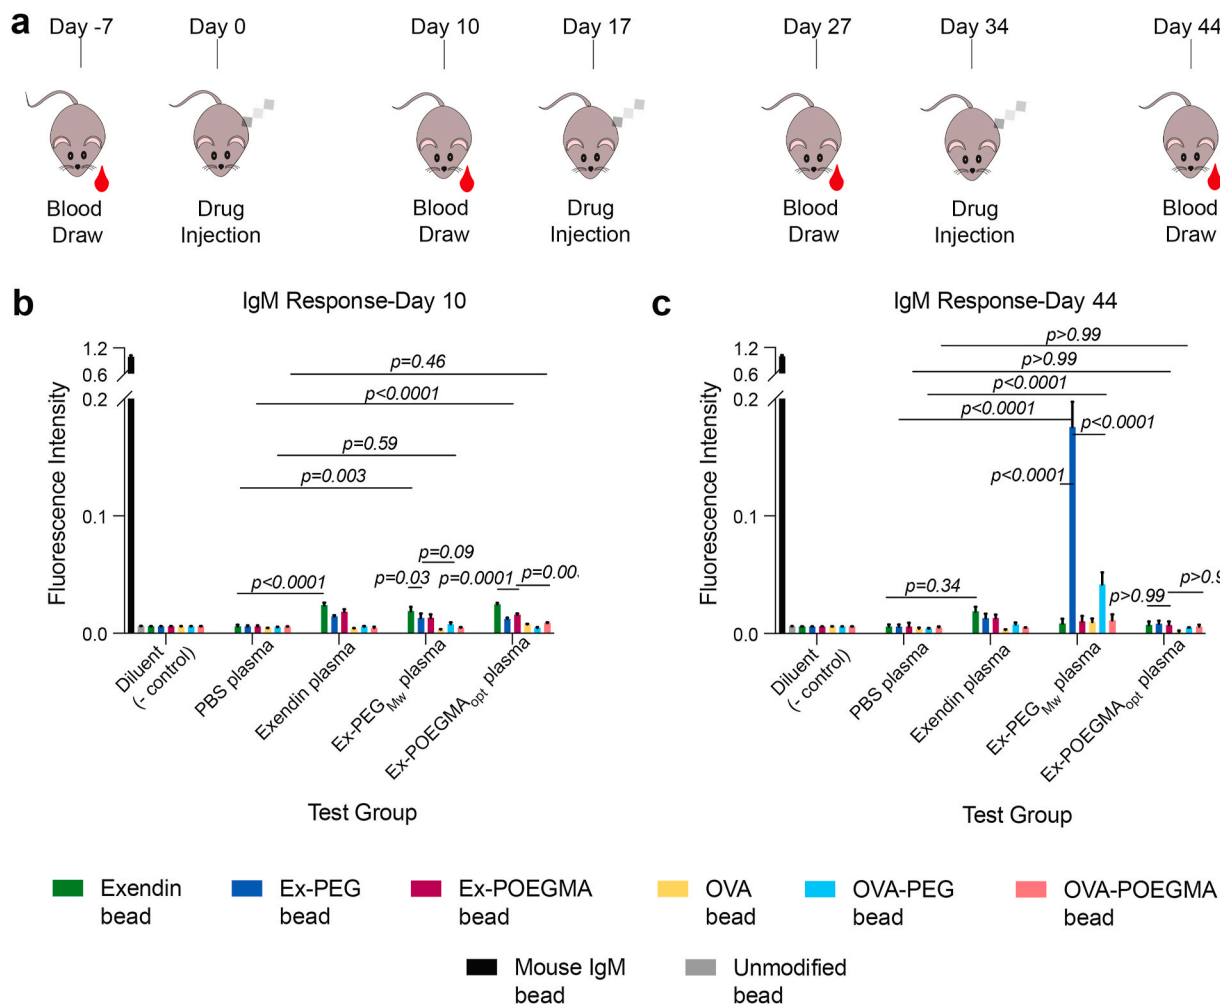 a
Day -7
Day 0
Day 10
Day 17
Day 27
Day 34
Day 44
Blood
Draw
Drug
Injection
Blood
Draw
Drug
Injection
Blood
Draw
Drug
Injection
Blood
Draw
b
IgM Response-Day 10
1.2
0.6
0.2
0.1
0.0
Fluorescence Intensity
p=0.46
p<0.0001
p=0.59
p=0.003
p=0.09
p<0.0001
p=0.03
p=0.0001
p=0.00
Diluent
(- control)
PBS plasma
Exendin plasma
Ex-PEGMw plasma
Ex-POEGMAopt plasma
Test Group
c
IgM Response-Day 44
1.2
0.6
0.2
0.1
0.0
Fluorescence Intensity
p>0.99
p>0.99
p<0.0001
p<0.0001
p<0.0001
p<0.0001
p=0.34
p>0.99
p>0.9
Diluent
(- control)
PBS plasma
Exendin plasma
Ex-PEGMw plasma
Ex-POEGMAopt plasma
Test Group
Exendin
bead
Ex-PEG
bead
Ex-POEGMA
bead
OVA
bead
OVA-PEG
bead
OVA-POEGMA
bead
Mouse IgM
bead
Unmodified
bead